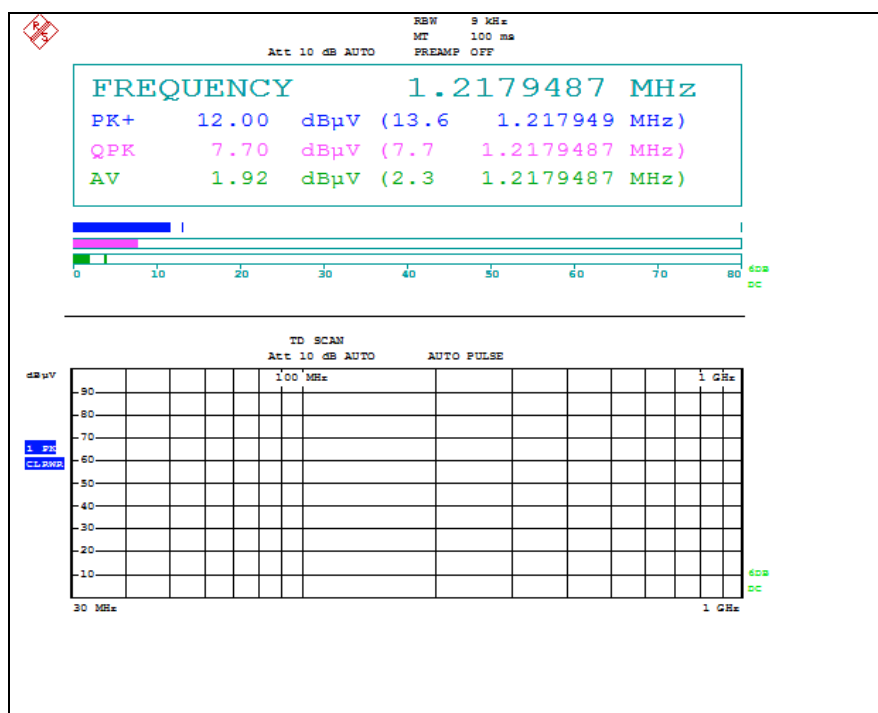 R S
RBW 9 kHz
MT 100 ms
Att 10 dB AUTO PREAMP OFF
FREQUENCY 1.2179487 MHz
PK+ 12.00 dBµV (13.6 1.217949 MHz)
QPK 7.70 dBµV (7.7 1.2179487 MHz)
AV 1.92 dBµV (2.3 1.2179487 MHz)
0 10 20 30 40 50 60 70 80
6DB
DC
TD SCAN
Att 10 dB AUTO AUTO PULSE
dBµV
100 MHz 1 GHz
90
80
70
1 PK
CLRWR
60
50
40
30
20
10
6DB
DC
30 MHz 1 GHz